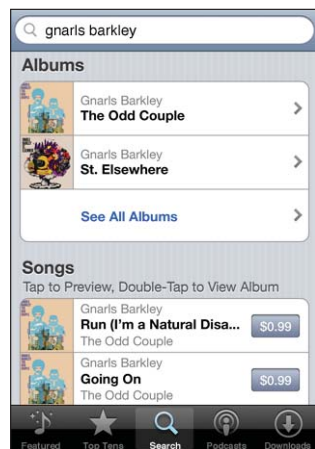 gnarls barkley
Albums
Gnarls Barkley
The Odd Couple
Gnarls Barkley
St. Elsewhere
See All Albums
Songs
Tap to Preview, Double-Tap to View Album
Gnarls Barkley
Run (I'm a Natural Disa...
$0.99
The Odd Couple
Gnarls Barkley
Going On
$0.99
The Odd Couple
Featured Top Tens Search Podcasts Downloads